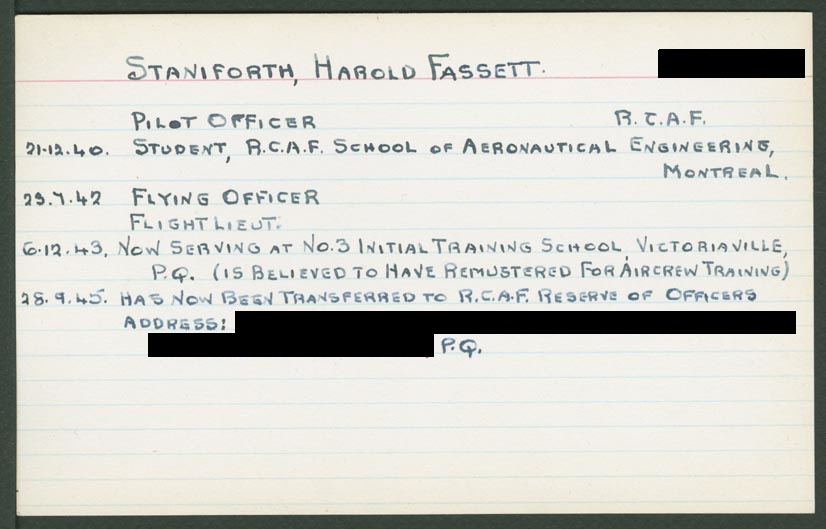 STANIFORTH, HAROLD FASSETT.
PILOT OFFICER R.C.A.F.
21.12.40. STUDENT, R.C.A.F. SCHOOL OF AERONAUTICAL ENGINEERING,
MONTREAL.
23.7.42 FLYING OFFICER
FLIGHT LIEUT.
6.12.43. NOW SERVING AT NO.3 INITIAL TRAINING SCHOOL, VICTORIAVILLE,
P.Q. (IS BELIEVED TO HAVE REMUSTERED FOR AIRCREW TRAINING)
28.9.45. HAS NOW BEEN TRANSFERRED TO R.C.A.F. RESERVE OF OFFICERS
ADDRESS:
P.Q.